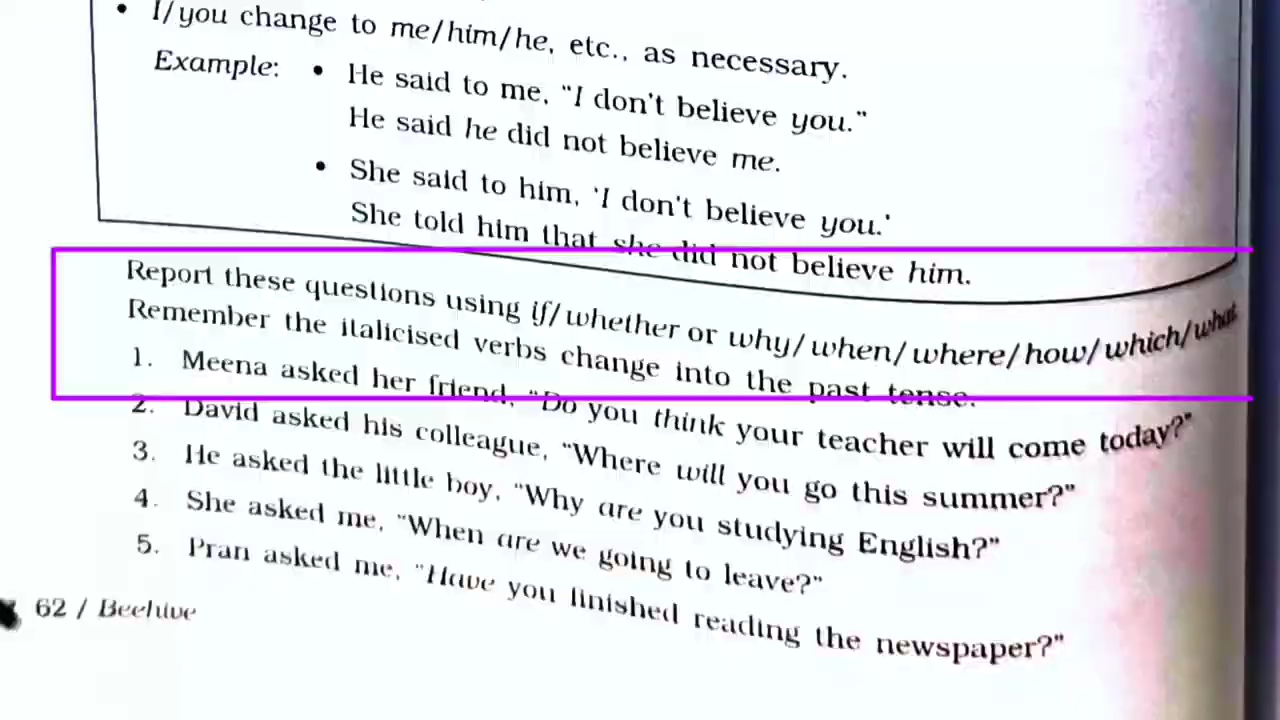 • I/you change to me/him/he, etc., as necessary.
Example: • He said to me, “I don't believe you.”
He said he did not believe me.
• She said to him, ‘I don't believe you.’
She told him that she did not believe him.
Report these questions using if/whether or why/when/where/how/which/what
Remember the italicised verbs change into the past tense.
1. Meena asked her friend, “Do you think your teacher will come today?”
2. David asked his colleague, “Where will you go this summer?”
3. He asked the little boy, “Why are you studying English?”
4. She asked me, “When are we going to leave?”
5. Pran asked me, “Have you finished reading the newspaper?”
62 / Beehive